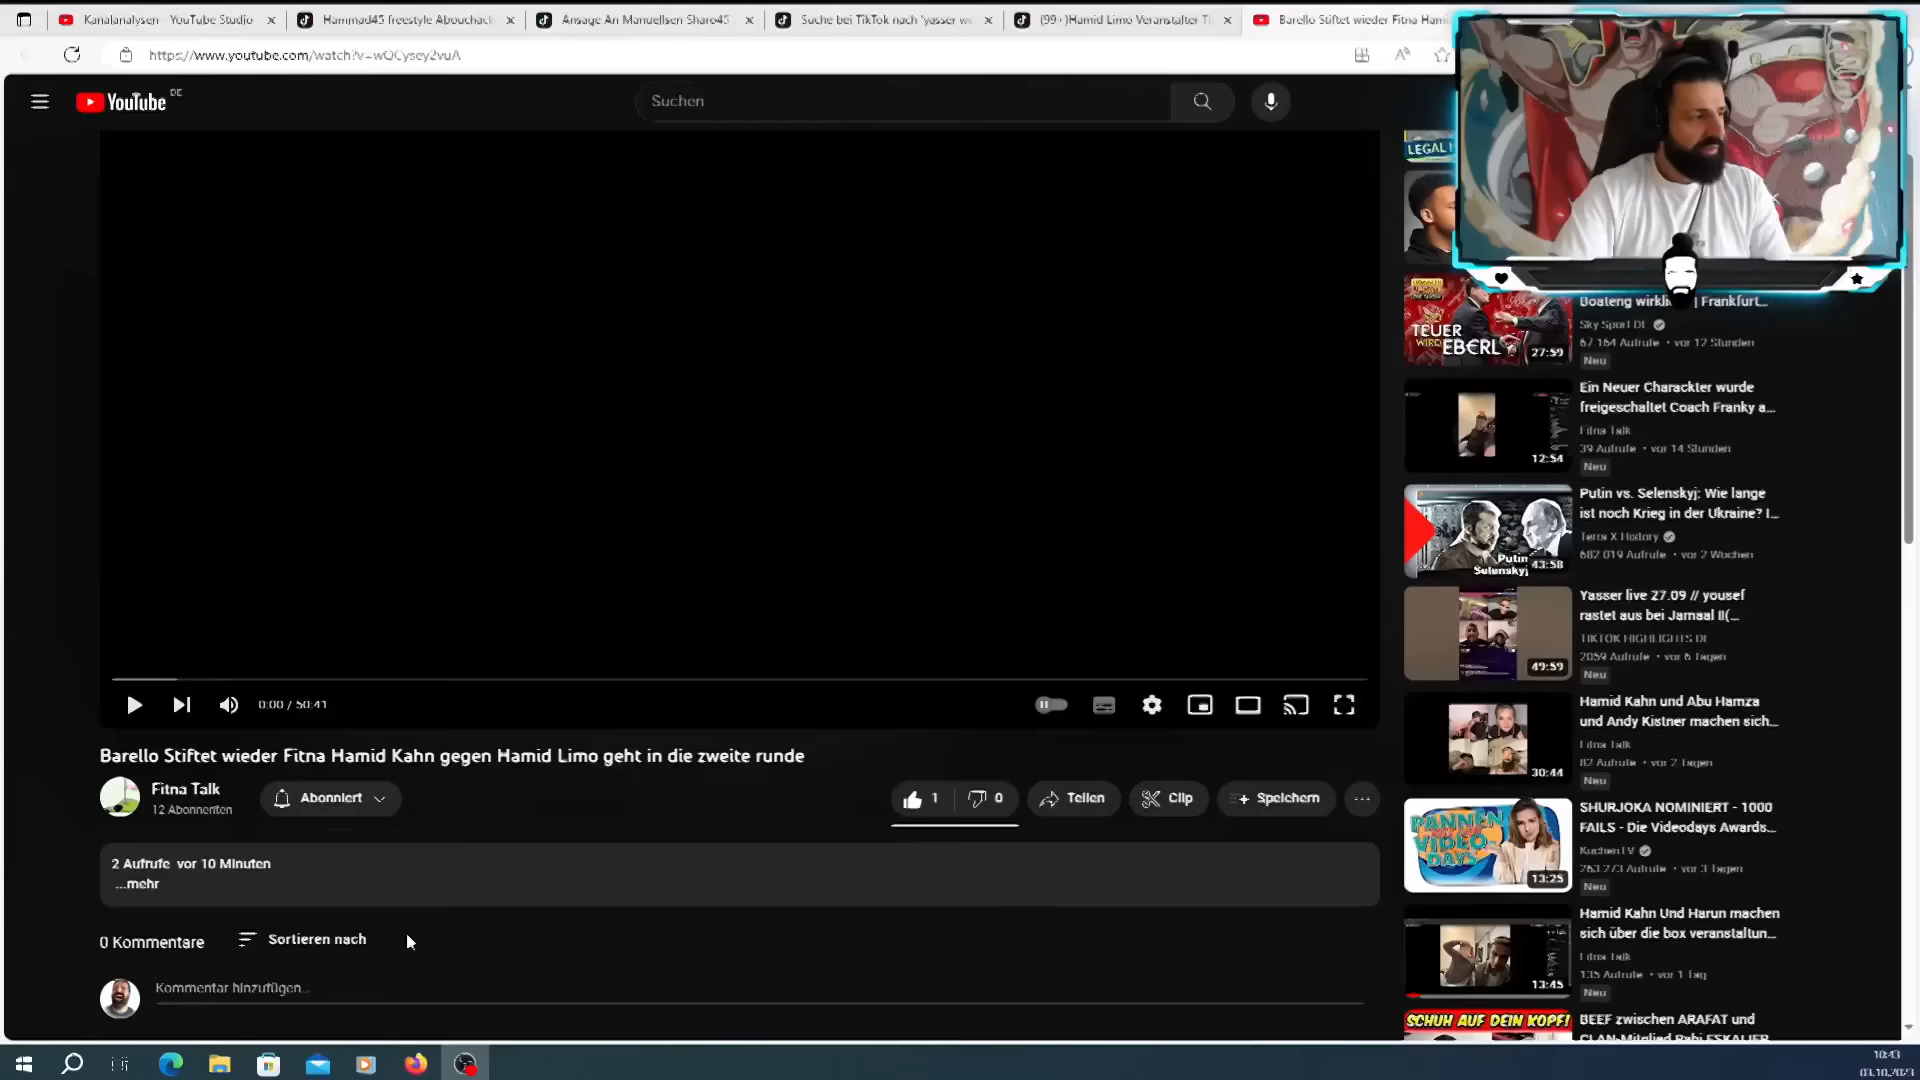 Kanalanalysen - YouTube Studio
Hammad45 freestyle Abouchack
Ansage An Manuellsen Sharo45
Suche bei TikTok nach 'yasser w
(99+)Hamid Limo Veranstalter Ti
Barello Stiftet wieder Fitna Hami
https://www.youtube.com/watch?v=wQCysey2vuA
YouTube DE
Suchen
LEGAL
TEUER
WIRD
EBERL
27:59
Boateng wirkli | Frankfurt...
Sky Sport DE
67.164 Aufrufe • vor 12 Stunden
Neu
Ein Neuer Charackter wurde
freigeschaltet Coach Franky a...
Fitna Talk
39 Aufrufe • vor 14 Stunden
Neu
12:54
Putin vs. Selenskyj: Wie lange
ist noch Krieg in der Ukraine? I...
Terra X History
682.019 Aufrufe • vor 2 Wochen
Putin
Selenskyj
43:58
Yasser live 27.09 // yousef
rastet aus bei Jamaal II(...
TIKTOK HIGHLIGHTS DE
2059 Aufrufe • vor 6 Tagen
Neu
49:59
Hamid Kahn und Abu Hamza
und Andy Kistner machen sich...
Fitna Talk
82 Aufrufe • vor 2 Tagen
Neu
30:44
0:00 / 50:41
Barello Stiftet wieder Fitna Hamid Kahn gegen Hamid Limo geht in die zweite runde
Fitna Talk
12 Abonnenten
Abonniert
1
0
Teilen
Clip
Speichern
2 Aufrufe vor 10 Minuten
...mehr
0 Kommentare
Sortieren nach
Kommentar hinzufügen...
PANNEN
VIDEO
DAYS
13:25
SHURJOKA NOMINIERT - 1000
FAILS - Die Videodays Awards...
KuchenTV
263.273 Aufrufe • vor 3 Tagen
Neu
Hamid Kahn Und Harun machen
sich über die box veranstaltun...
Fitna Talk
135 Aufrufe • vor 1 Tag
Neu
13:45
SCHUH AUF DEIN KOPF!
BEEF zwischen ARAFAT und
CLAN-Mitglied Rabi ESKALIER
10:43
03.10.2023